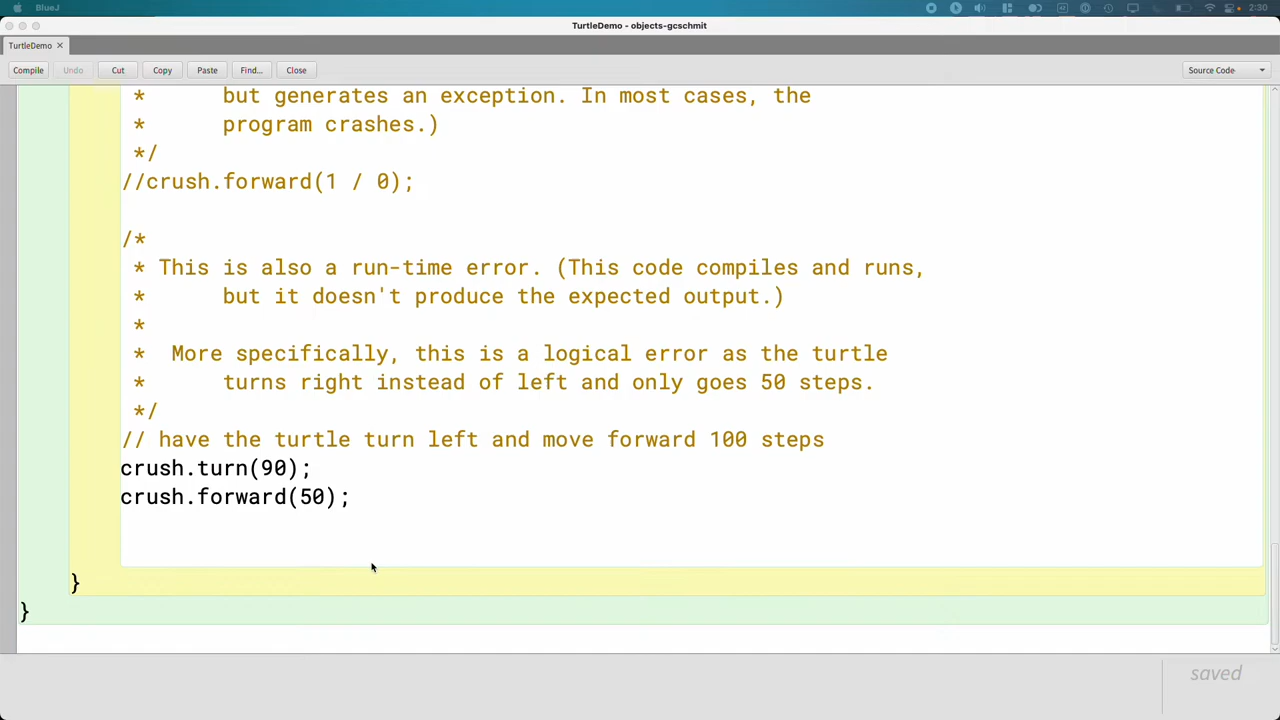 BlueJ
2:30
TurtleDemo - objects-gcschmit
TurtleDemo ×
Compile Undo Cut Copy Paste Find... Close Source Code
* but generates an exception. In most cases, the
* program crashes.)
*/
//crush.forward(1 / 0);
/*
* This is also a run-time error. (This code compiles and runs,
* but it doesn't produce the expected output.)
*
* More specifically, this is a logical error as the turtle
* turns right instead of left and only goes 50 steps.
*/
// have the turtle turn left and move forward 100 steps
crush.turn(90);
crush.forward(50);
}
}
saved